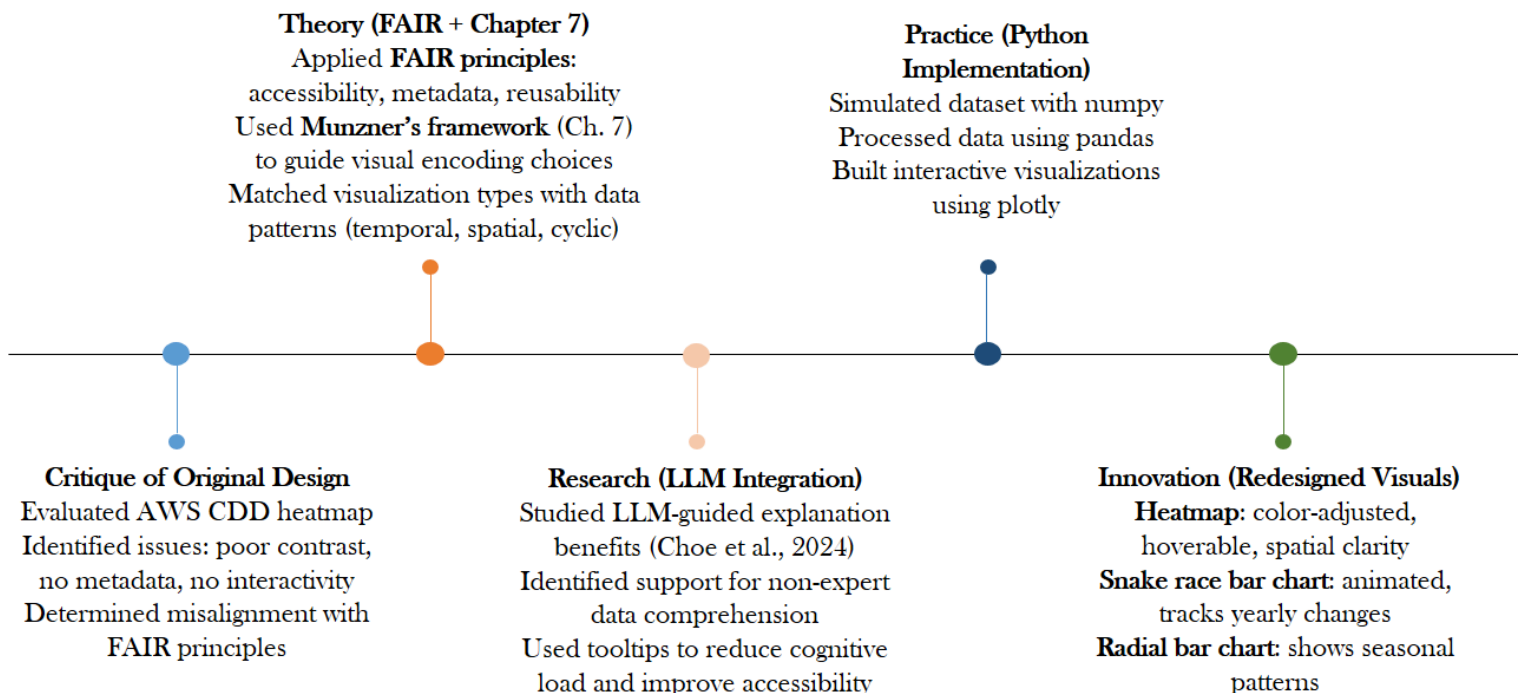 Theory (FAIR + Chapter 7)
Applied FAIR principles:
accessibility, metadata, reusability
Used Munzner's framework (Ch. 7)
to guide visual encoding choices
Matched visualization types with data
patterns (temporal, spatial, cyclic)
Practice (Python
Implementation)
Simulated dataset with numpy
Processed data using pandas
Built interactive visualizations
using plotly
Critique of Original Design
Evaluated AWS CDD heatmap
Identified issues: poor contrast,
no metadata, no interactivity
Determined misalignment with
FAIR principles
Research (LLM Integration)
Studied LLM-guided explanation
benefits (Choe et al., 2024)
Identified support for non-expert
data comprehension
Used tooltips to reduce cognitive
load and improve accessibility
Innovation (Redesigned Visuals)
Heatmap: color-adjusted,
hoverable, spatial clarity
Snake race bar chart: animated,
tracks yearly changes
Radial bar chart: shows seasonal
patterns